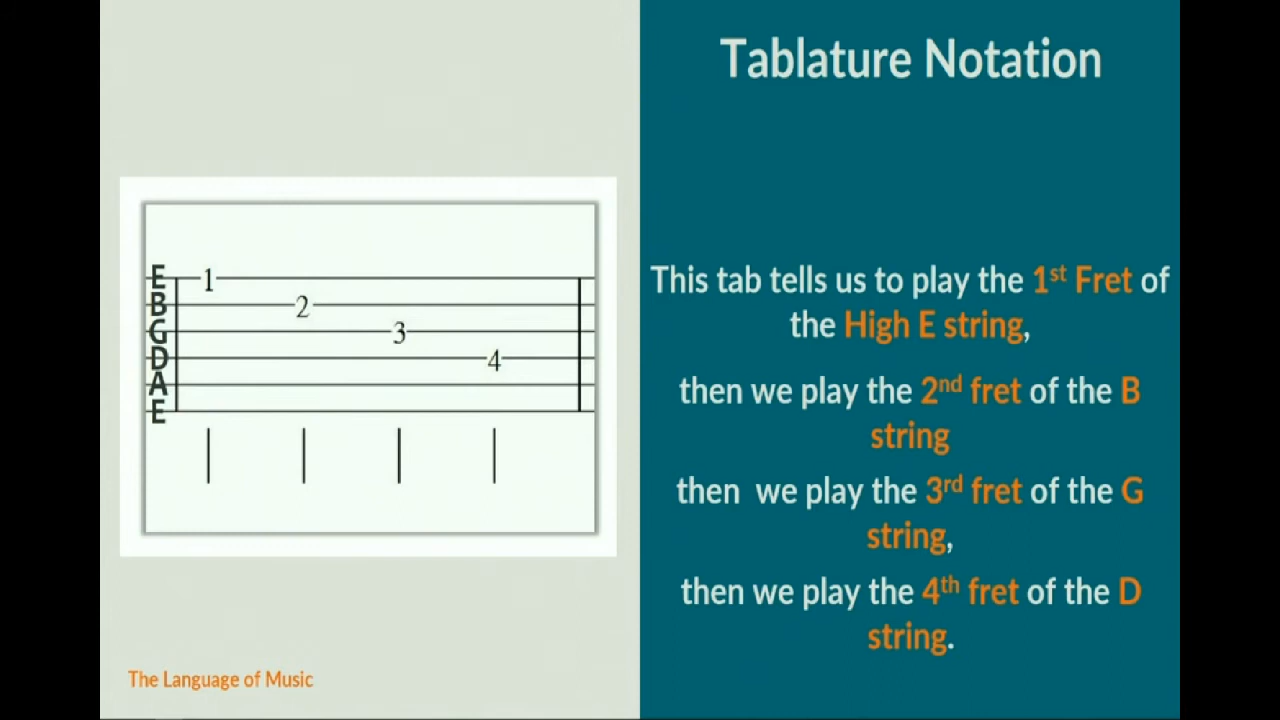 Tablature Notation
E 1
B 2
G 3
D 4
A
E
This tab tells us to play the 1st Fret of
the High E string,
then we play the 2nd fret of the B
string
then we play the 3rd fret of the G
string,
then we play the 4th fret of the D
string.
The Language of Music